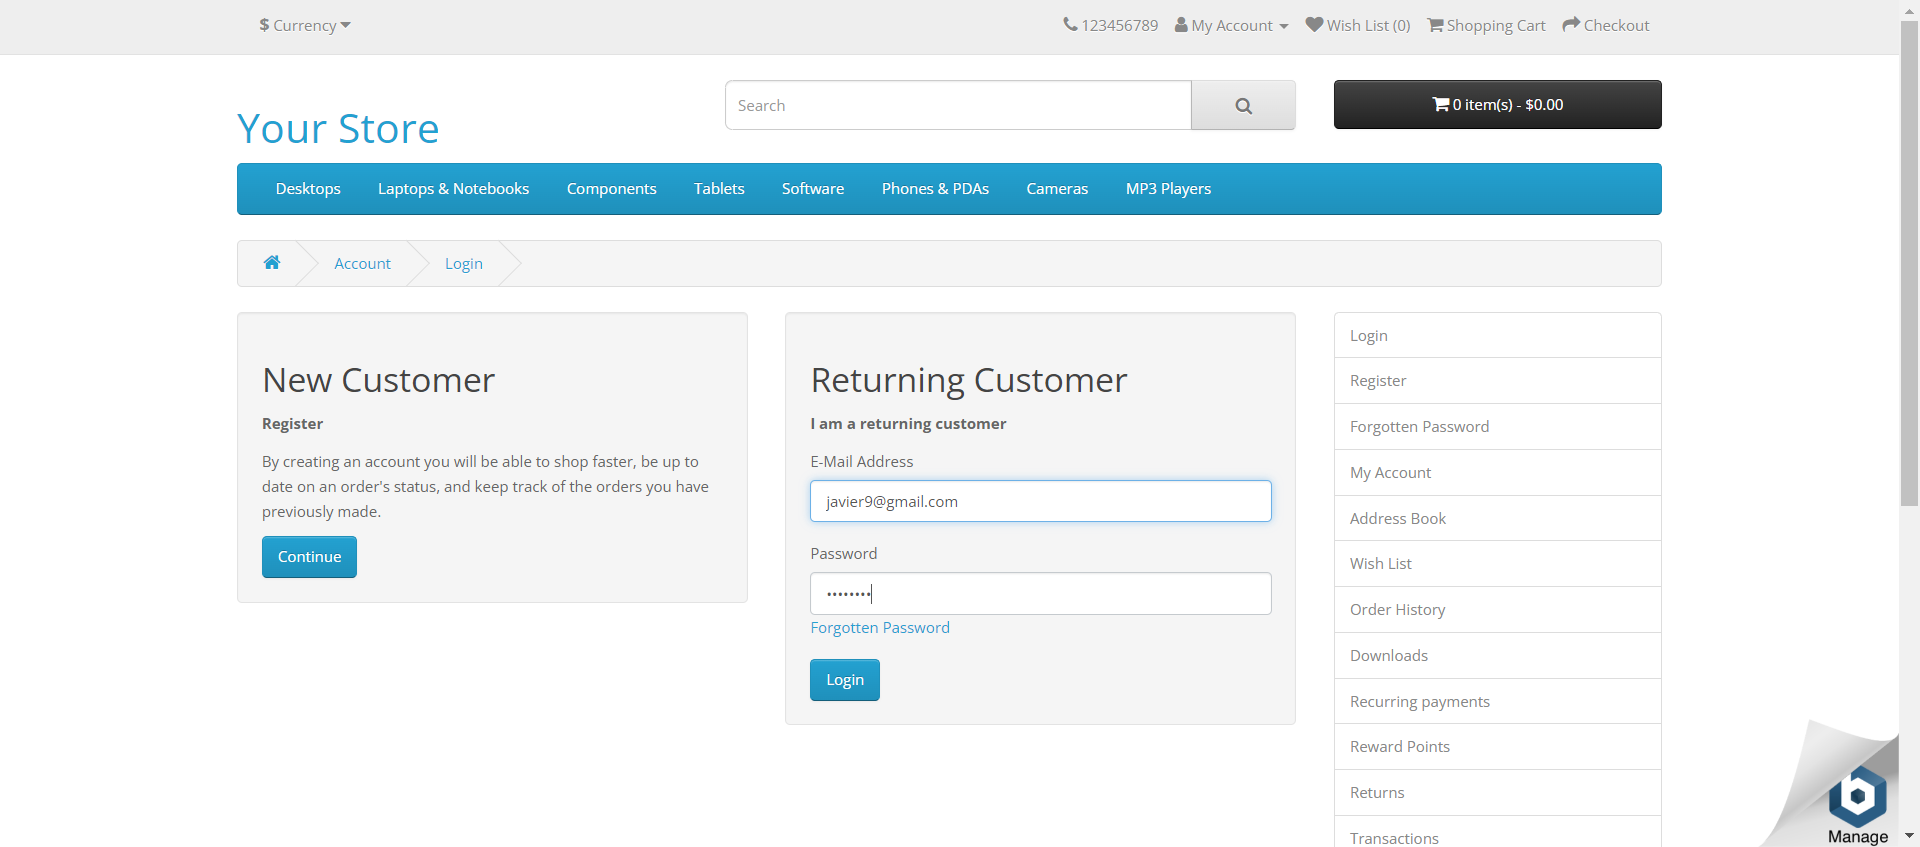 $ Currency
123456789 My Account Wish List (0) Shopping Cart Checkout
Search
0 item(s) - $0.00
Your Store
Desktops Laptops & Notebooks Components Tablets Software Phones & PDAs Cameras MP3 Players
Account Login
New Customer
Register
By creating an account you will be able to shop faster, be up to
date on an order's status, and keep track of the orders you have
previously made.
Continue
Returning Customer
I am a returning customer
E-Mail Address
javier9@gmail.com
Password
••••••••
Forgotten Password
Login
Login
Register
Forgotten Password
My Account
Address Book
Wish List
Order History
Downloads
Recurring payments
Reward Points
Returns
Transactions
b
Manage